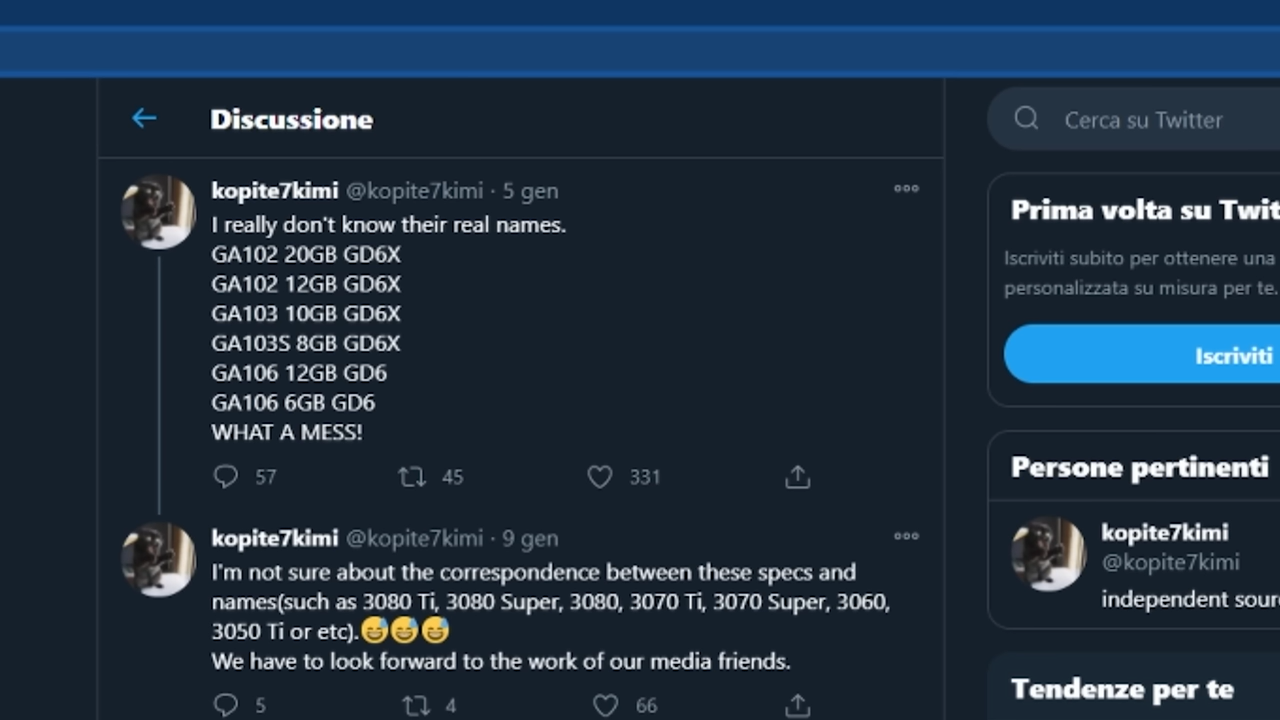 Discussione
Cerca su Twitter
kopite7kimi @kopite7kimi · 5 gen
I really don't know their real names.
GA102 20GB GD6X
GA102 12GB GD6X
GA103 10GB GD6X
GA103S 8GB GD6X
GA106 12GB GD6
GA106 6GB GD6
WHAT A MESS!
57 45 331
kopite7kimi @kopite7kimi · 9 gen
I'm not sure about the correspondence between these specs and
names(such as 3080 Ti, 3080 Super, 3080, 3070 Ti, 3070 Super, 3060,
3050 Ti or etc).😅😅😅
We have to look forward to the work of our media friends.
5 4 66
Prima volta su Twit
Iscriviti subito per ottenere una
personalizzata su misura per te.
Iscriviti
Persone pertinenti
kopite7kimi
@kopite7kimi
independent sour
Tendenze per te